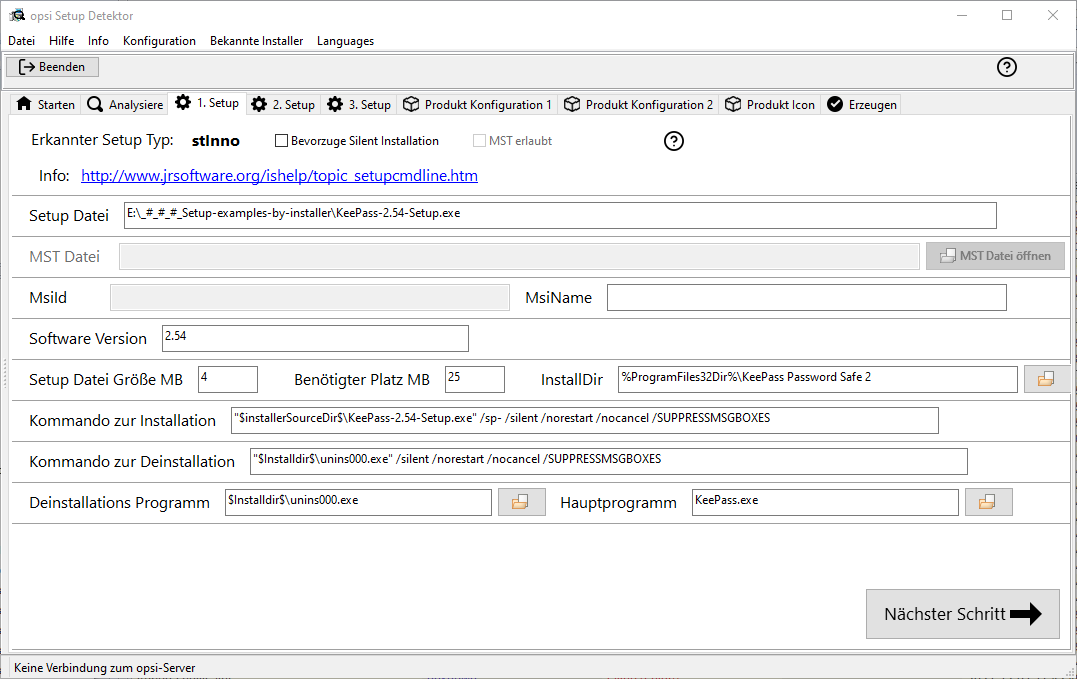 opsi Setup Detektor
Datei Hilfe Info Konfiguration Bekannte Installer Languages
Beenden
Starten Analysiere 1. Setup 2. Setup 3. Setup Produkt Konfiguration 1 Produkt Konfiguration 2 Produkt Icon Erzeugen
Erkannter Setup Typ: stInno Bevorzuge Silent Installation MST erlaubt
Info: http://www.jrsoftware.org/ishelp/topic_setupcmdline.htm
Setup Datei E:\_#_#_#_Setup-examples-by-installer\KeePass-2.54-Setup.exe
MST Datei MST Datei öffnen
MsiId MsiName
Software Version 2.54
Setup Datei Größe MB 4 Benötigter Platz MB 25 InstallDir %ProgramFiles32Dir%\KeePass Password Safe 2
Kommando zur Installation "$installerSourceDir$\KeePass-2.54-Setup.exe" /sp- /silent /norestart /nocancel /SUPPRESSMSGBOXES
Kommando zur Deinstallation "$Installdir$\unins000.exe" /silent /norestart /nocancel /SUPPRESSMSGBOXES
Deinstallations Programm $Installdir$\unins000.exe Hauptprogramm KeePass.exe
Nächster Schritt
Keine Verbindung zum opsi-Server